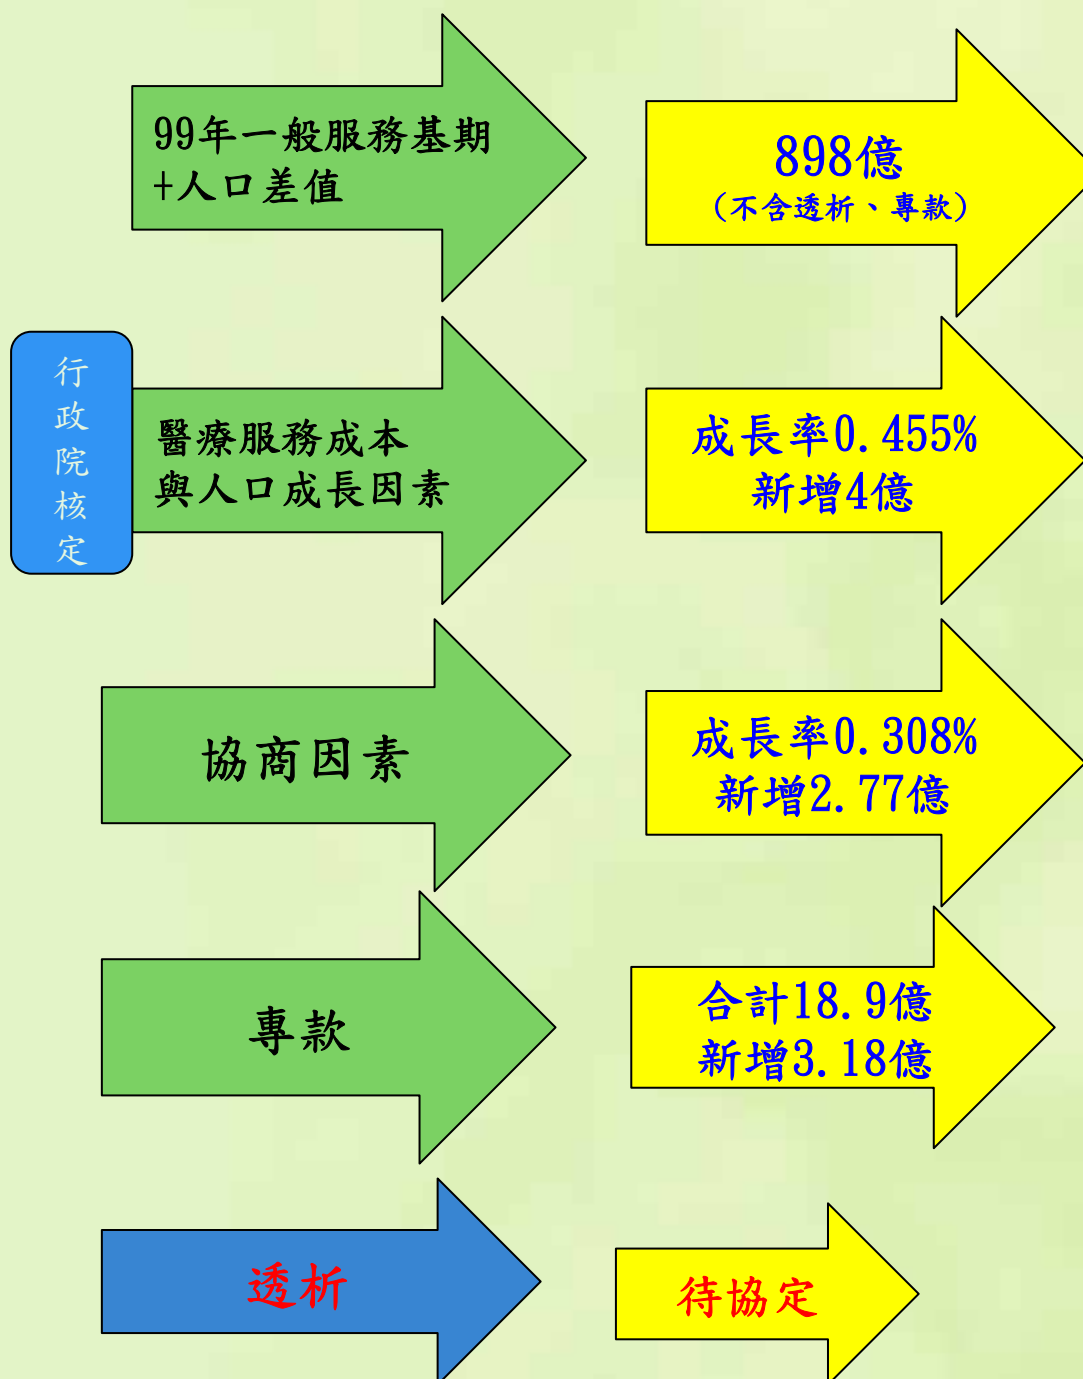 99年一般服務基期
+人口差值
898億
(不含透析、專款)
行政院核定
醫療服務成本
與人口成長因素
成長率0.455%
新增4億
協商因素
成長率0.308%
新增2.77億
專款
合計18.9億
新增3.18億
透析
待協定